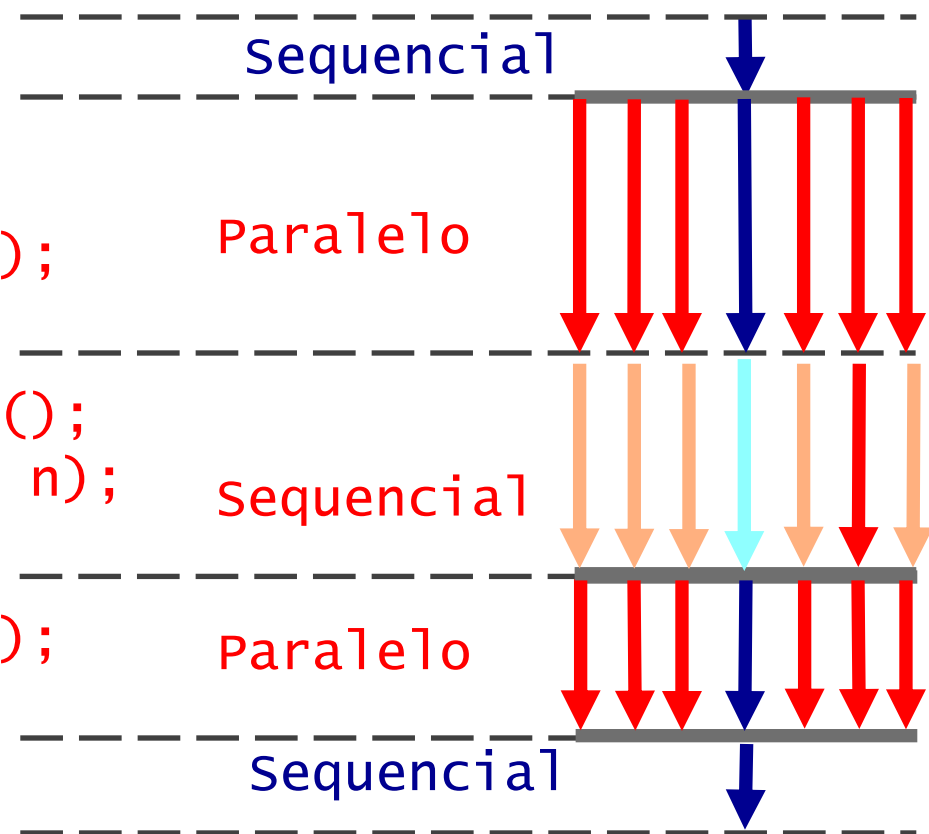 Sequencial
Paralelo
);
();
n);
Sequencial
);
Paralelo
Sequencial